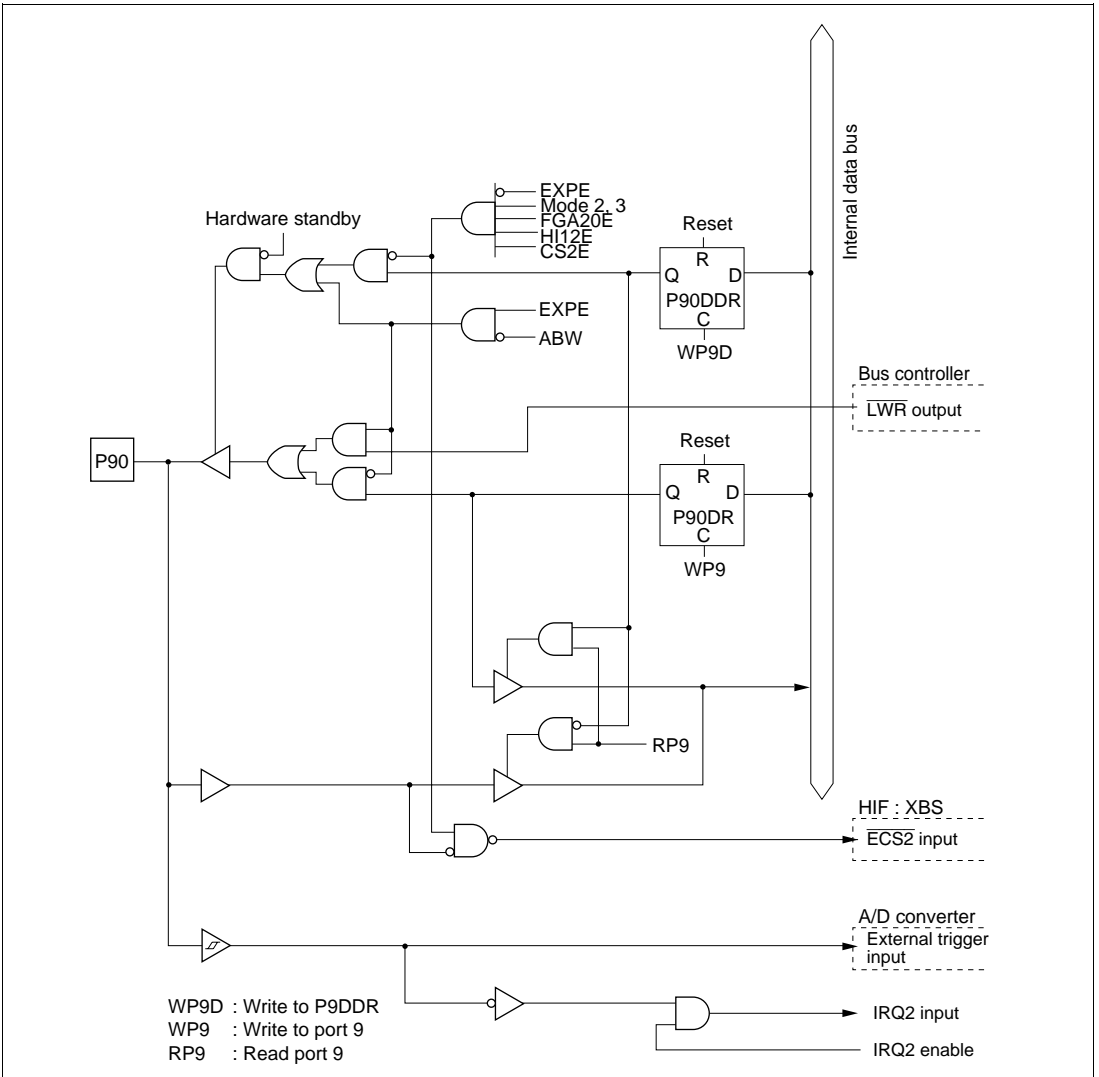 Internal data bus
Hardware standby
EXPE
Mode 2, 3
FGA20E
HI12E
CS2E
Reset
R
Q D
P90DDR
C
WP9D
EXPE
ABW
Bus controller
LWR output
P90
Reset
R
Q D
P90DR
C
WP9
RP9
HIF : XBS
ECS2 input
A/D converter
External trigger
input
IRQ2 input
IRQ2 enable
WP9D : Write to P9DDR
WP9 : Write to port 9
RP9 : Read port 9